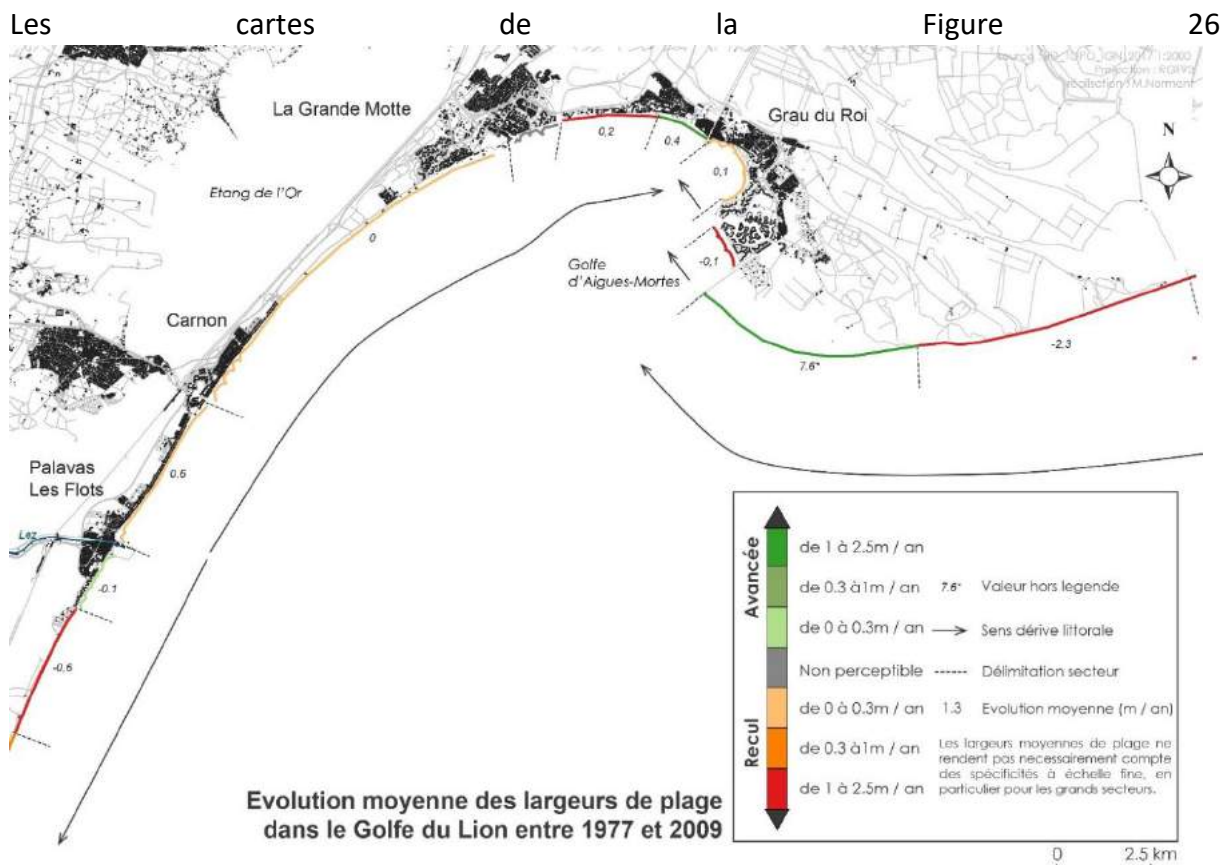 Les cartes de la Figure 26
Projection : RGF93
réalisation : M.Normant
La Grande Motte
Grau du Roi
N
0,2
0,4
0,1
Etang de l'Or
0
Golfe
d'Aigues-Mortes
-0,1
Carnon
7.6*
-2.3
Palavas
Les Flots
Lez
-0.1
-0.6
Avancée
Recul
de 1 à 2.5m / an
de 0.3 à1m / an
de 0 à 0.3m / an
Non perceptible
de 0 à 0.3m / an
de 0.3 à1m / an
de 1 à 2.5m / an
7.6* Valeur hors legende
Sens dérive littorale
Délimitation secteur
1.3 Evolution moyenne (m / an)
Les largeurs moyennes de plage ne
rendent pas necessairement compte
des spécificités à échelle fine, en
particulier pour les grands secteurs.
Evolution moyenne des largeurs de plage
dans le Golfe du Lion entre 1977 et 2009
0 2.5 km